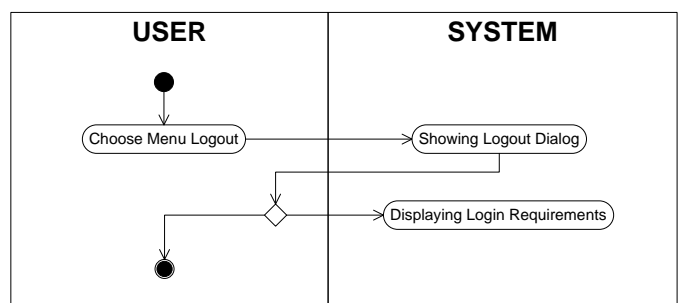 USER
SYSTEM
Choose Menu Logout
Showing Logout Dialog
Displaying Login Requirements